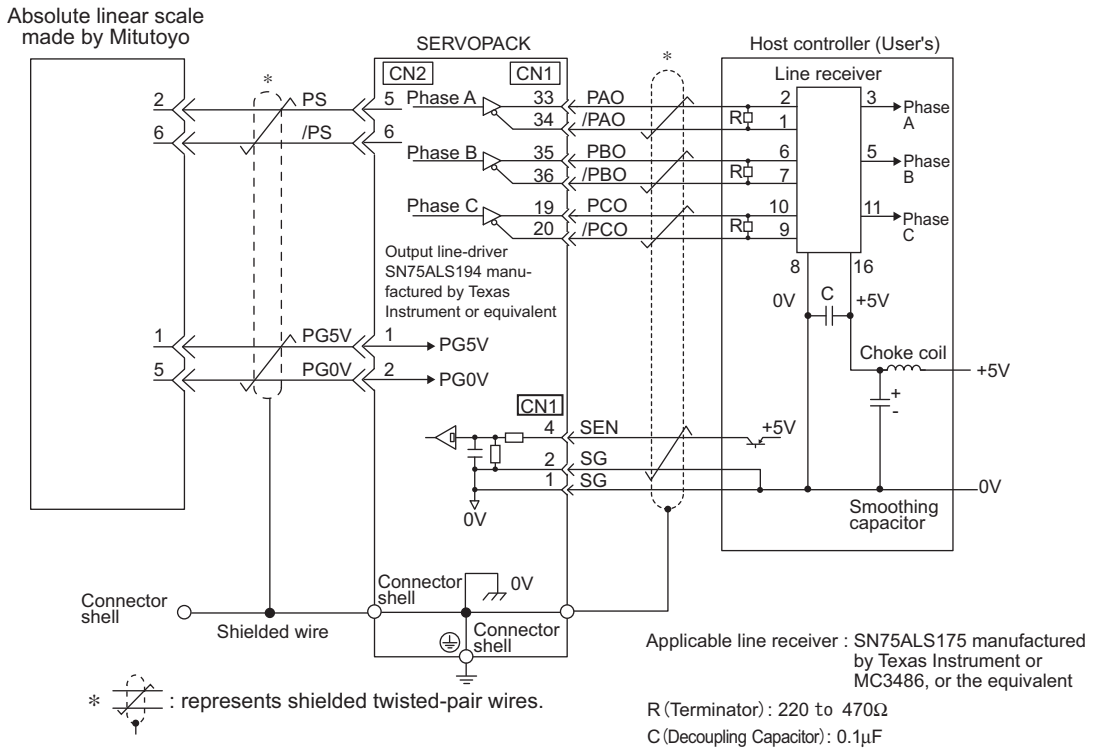 Absolute linear scale
made by Mitutoyo
SERVOPACK
Host controller (User's)
*
*
CN2
CN1
Line receiver
2
PS
5
Phase A
33
PAO
2
3
Phase
A
34
/PAO
R
1
6
/PS
6
Phase B
35
PBO
6
5
Phase
B
36
/PBO
R
7
Phase C
19
PCO
10
11
Phase
C
20
/PCO
R
9
Output line-driver
SN75ALS194 manu-
factured by Texas
Instrument or equivalent
8
16
0V
C
+5V
1
PG5V
1
PG5V
5
PG0V
2
PG0V
Choke coil
+5V
+
-
CN1
4
SEN
+5V
2
SG
1
SG
0V
0V
Smoothing
capacitor
Connector
shell
Shielded wire
Connector
shell
0V
Connector
shell
* : represents shielded twisted-pair wires.
Applicable line receiver : SN75ALS175 manufactured
by Texas Instrument or
MC3486, or the equivalent
R (Terminator) : 220 to 470Ω
C (Decoupling Capacitor) : 0.1μF